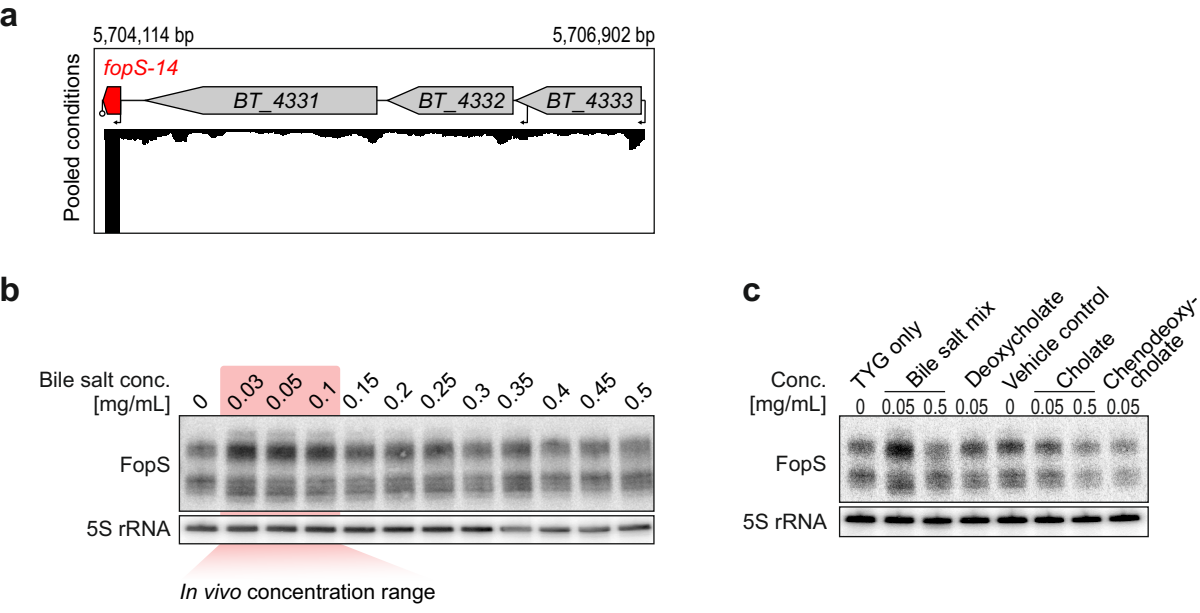 a
5,704,114 bp 5,706,902 bp
Pooled conditions
fopS-14
BT_4331 BT_4332 BT_4333
b
Bile salt conc.
[mg/mL]
0 0.03 0.05 0.1 0.15 0.2 0.25 0.3 0.35 0.4 0.45 0.5
FopS
5S rRNA
In vivo concentration range
c
TYG only Bile salt mix Deoxycholate Vehicle control Cholate Chenodeoxy-
cholate
Conc.
[mg/mL]
0 0.05 0.5 0.05 0 0.05 0.5 0.05
FopS
5S rRNA